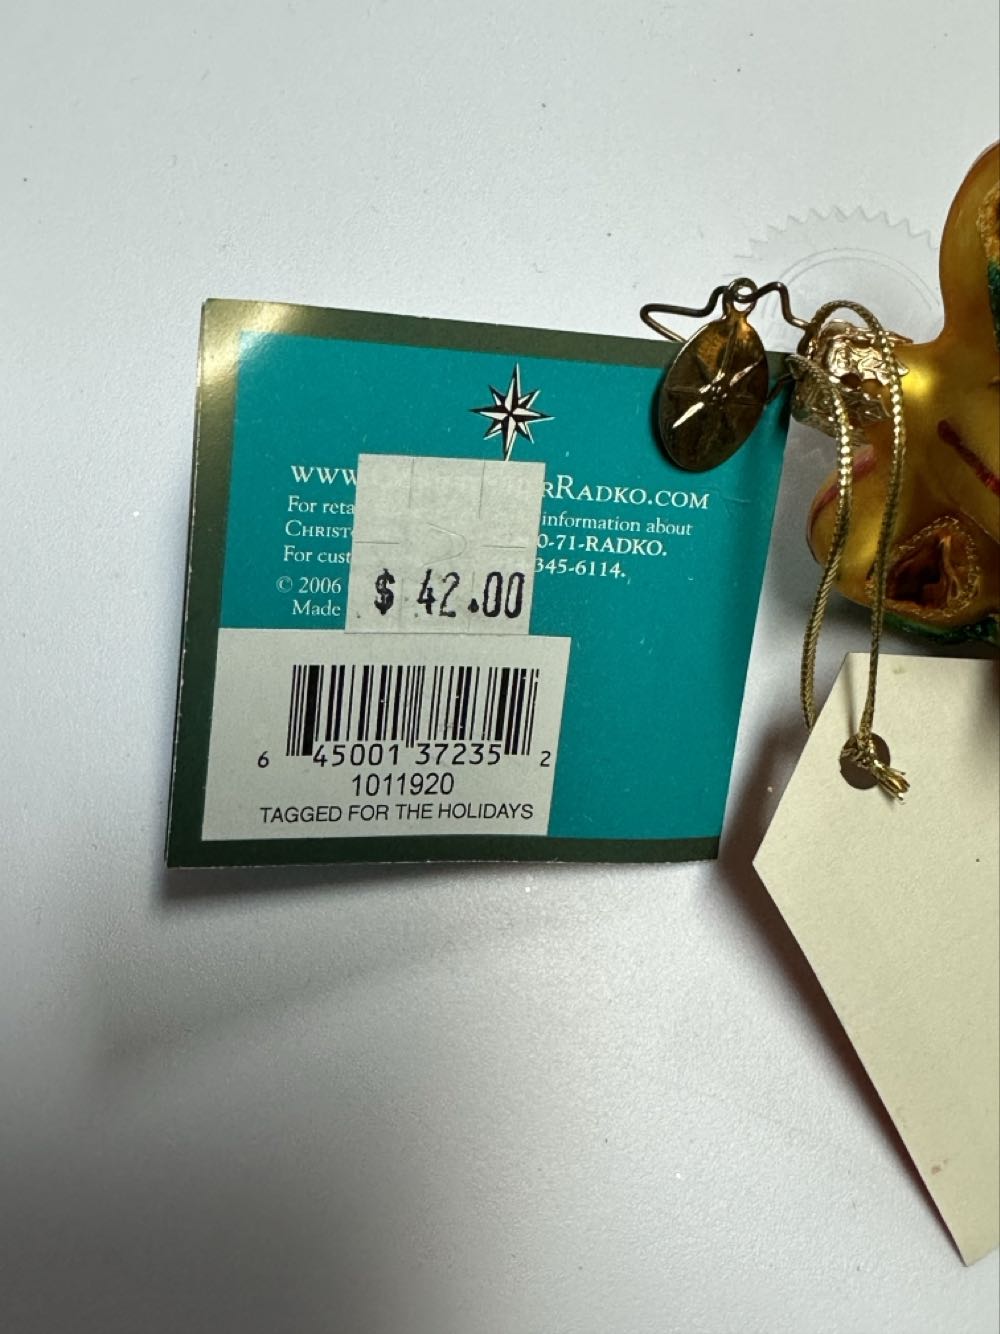 WWW. RRADKO.COM
For reta information about
CHRIST 0-71-RADKO.
For cust 345-6114.
© 2006
Made
$ 42.00
6 45001 37235 2
1011920
TAGGED FOR THE HOLIDAYS